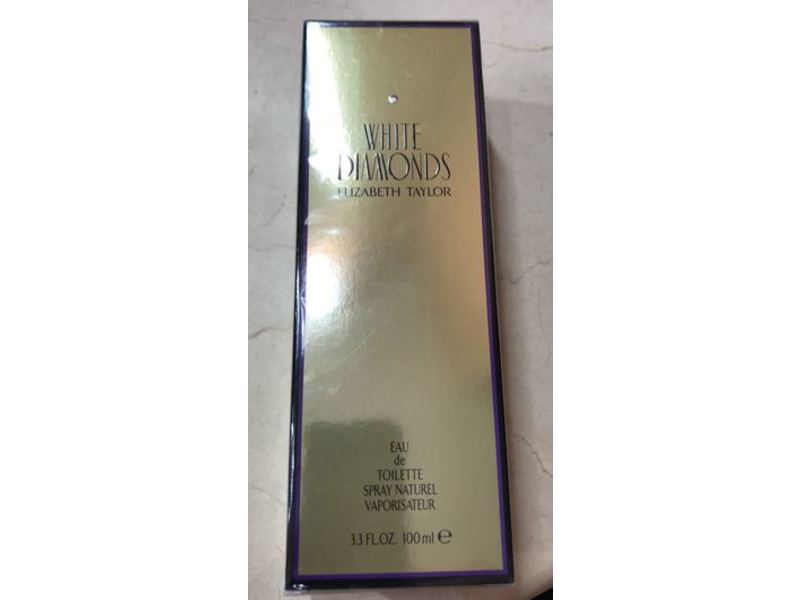 WHITE
DIAMONDS
ELIZABETH TAYLOR
EAU
de
TOILETTE
SPRAY NATUREL
VAPORISATEUR
3.3 FL.OZ. 100 ml ℮